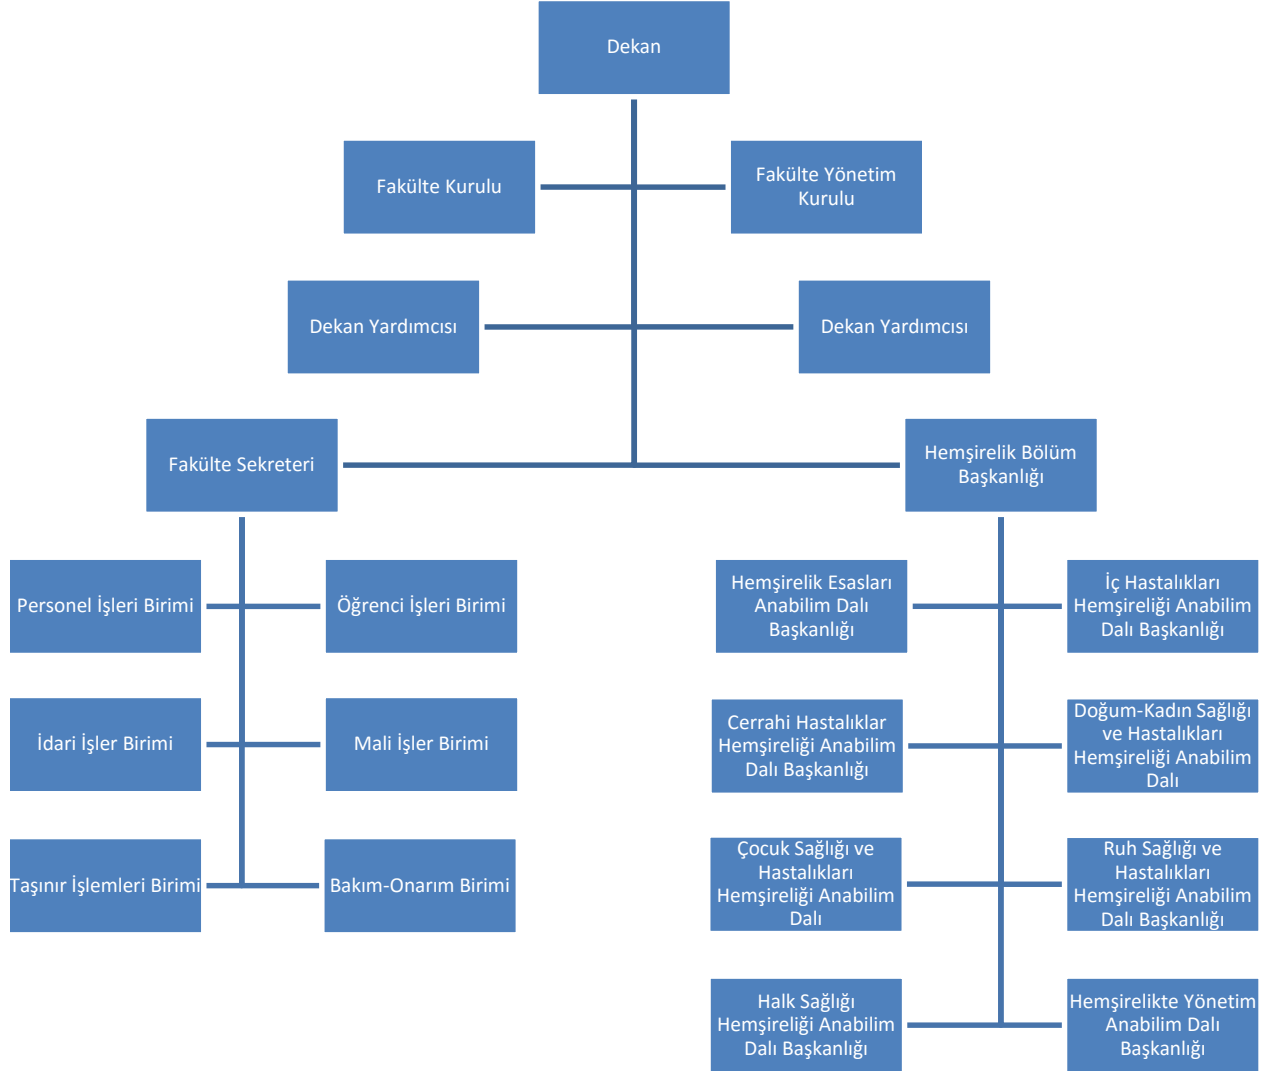 Dekan
Fakülte Kurulu
Fakülte Yönetim
Kurulu
Dekan Yardımcısı
Dekan Yardımcısı
Fakülte Sekreteri
Hemşirelik Bölüm
Başkanlığı
Personel İşleri Birimi
Öğrenci İşleri Birimi
Hemşirelik Esasları
Anabilim Dalı
Başkanlığı
İç Hastalıkları
Hemşireliği Anabilim
Dalı Başkanlığı
İdari İşler Birimi
Mali İşler Birimi
Cerrahi Hastalıklar
Hemşireliği Anabilim
Dalı Başkanlığı
Doğum-Kadın Sağlığı
ve Hastalıkları
Hemşireliği Anabilim
Dalı
Taşınır İşlemleri Birimi
Bakım-Onarım Birimi
Çocuk Sağlığı ve
Hastalıkları
Hemşireliği Anabilim
Dalı
Ruh Sağlığı ve
Hastalıkları
Hemşireliği Anabilim
Dalı Başkanlığı
Halk Sağlığı
Hemşireliği Anabilim
Dalı Başkanlığı
Hemşirelikte Yönetim
Anabilim Dalı
Başkanlığı